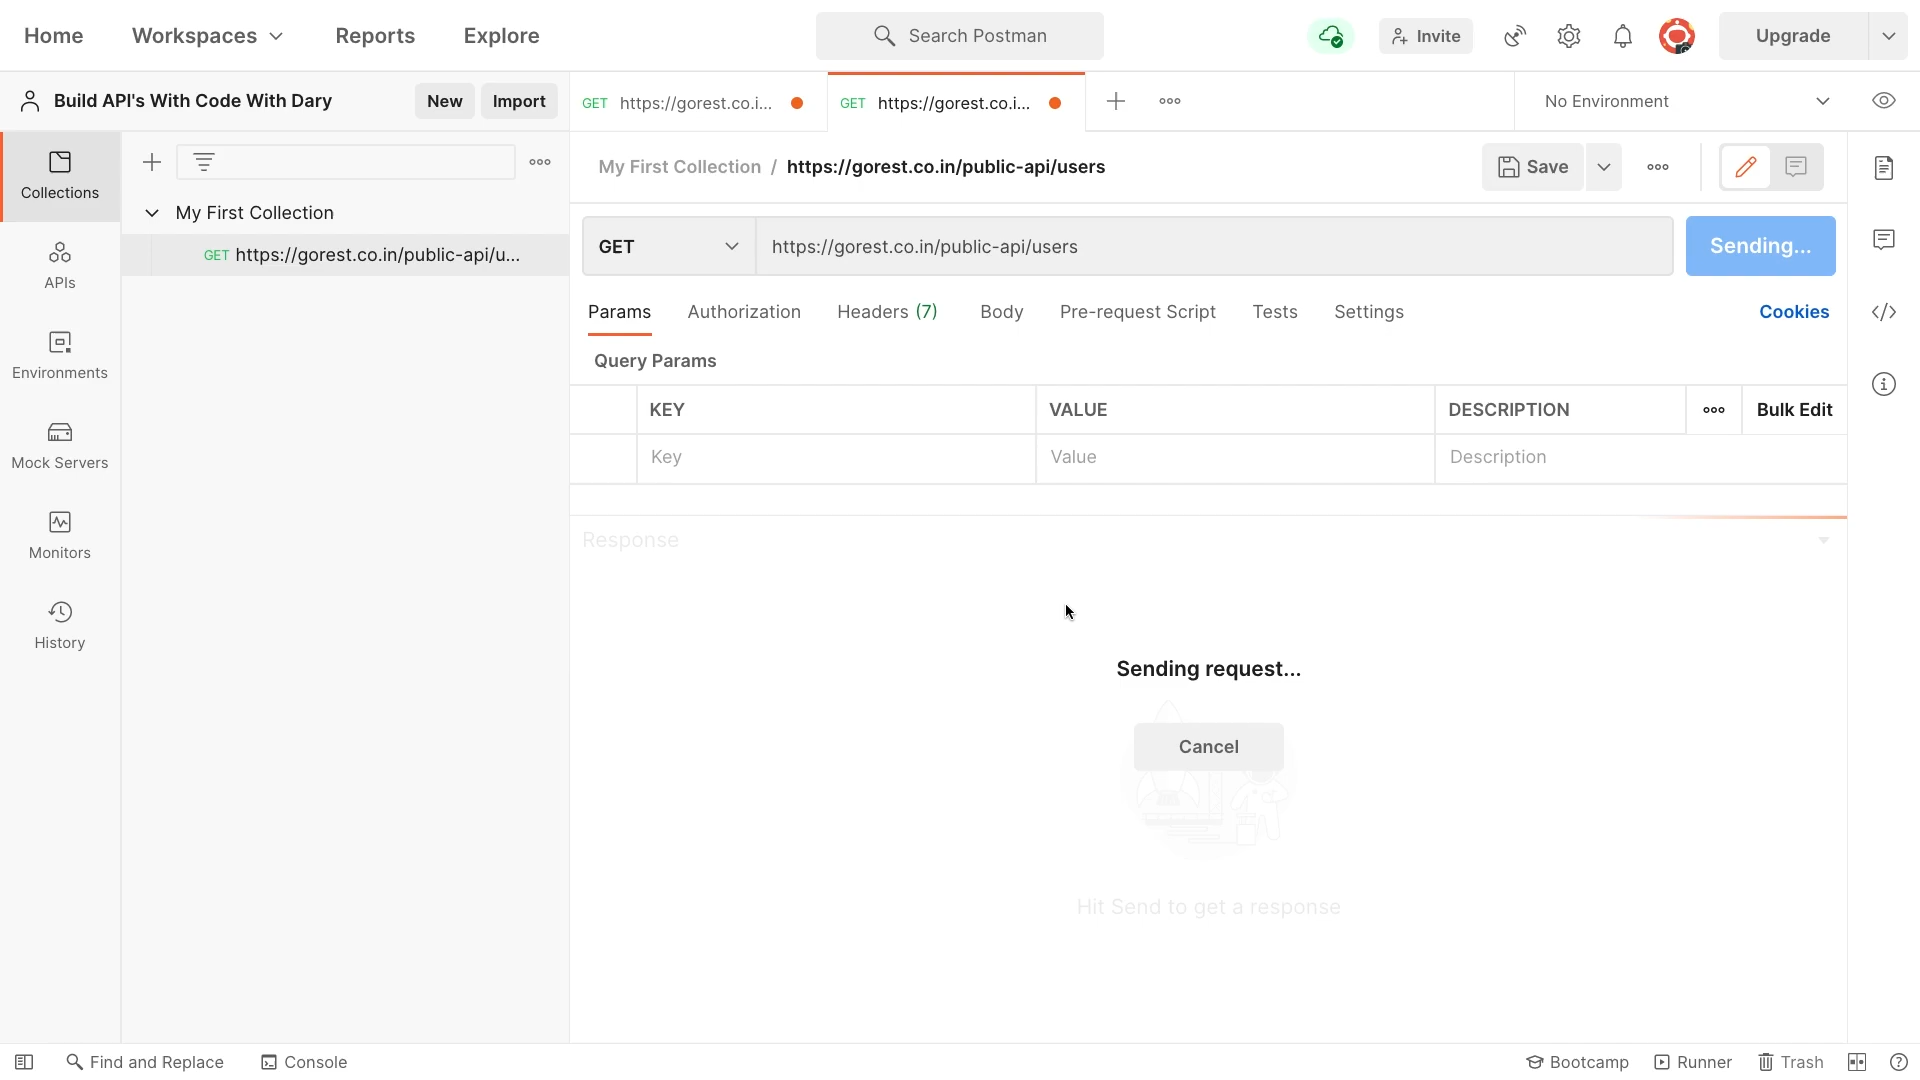 Home
Workspaces
Reports
Explore
Search Postman
Invite
Upgrade
Build API's With Code With Dary
New
Import
GET https://gorest.co.i...
GET https://gorest.co.i...
No Environment
Collections
APIs
Environments
Mock Servers
Monitors
History
My First Collection
GET https://gorest.co.in/public-api/u...
My First Collection / https://gorest.co.in/public-api/users
Save
GET
https://gorest.co.in/public-api/users
Sending...
Params
Authorization
Headers (7)
Body
Pre-request Script
Tests
Settings
Cookies
Query Params
KEY
VALUE
DESCRIPTION
Bulk Edit
Key
Value
Description
Response
Sending request...
Cancel
Hit Send to get a response
Find and Replace
Console
Bootcamp
Runner
Trash